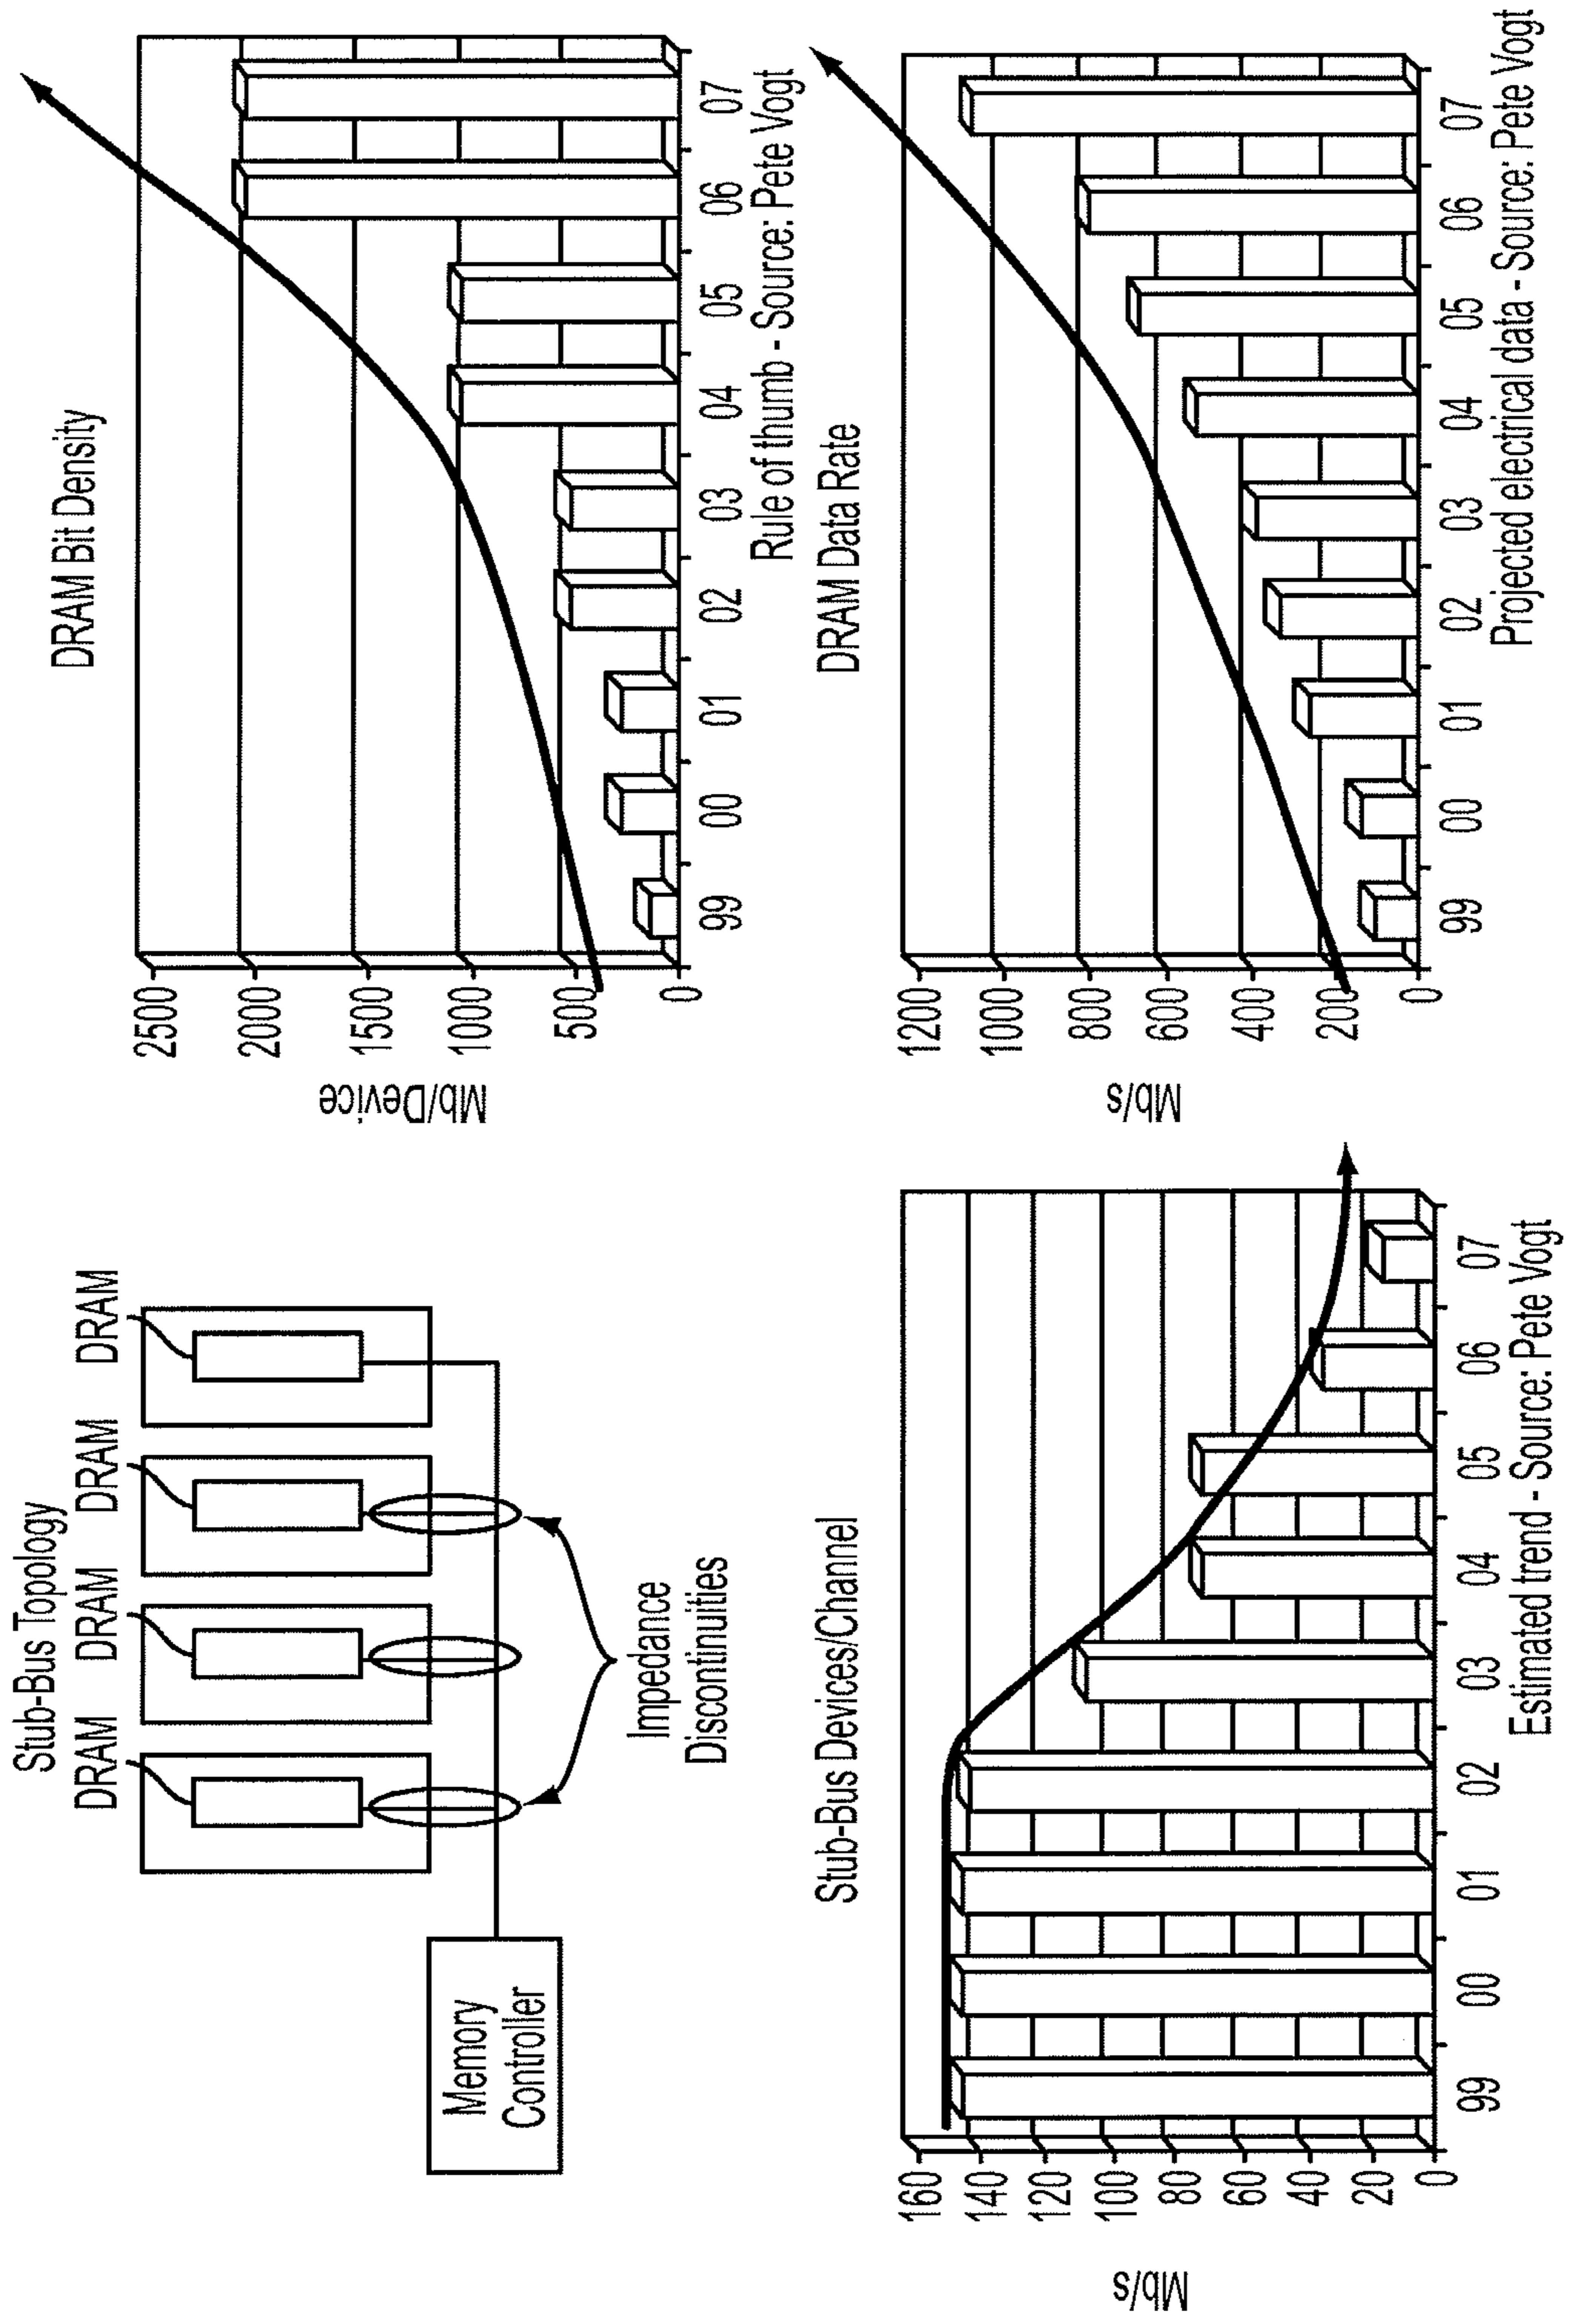 Stub-Bus Topology
DRAM
DRAM
DRAM
DRAM
Memory
Controller
Impedance
Discontinuities
DRAM Bit Density
Mb/Device
2500
2000
1500
1000
500
0
99
00
01
02
03
04
05
06
07
Rule of thumb - Source: Pete Vogt
Stub-Bus Devices/Channel
Mb/s
160
140
120
100
80
60
40
20
0
99
00
01
02
03
04
05
06
07
Estimated trend - Source: Pete Vogt
DRAM Data Rate
Mb/s
1200
1000
800
600
400
200
0
99
00
01
02
03
04
05
06
07
Projected electrical data - Source: Pete Vogt